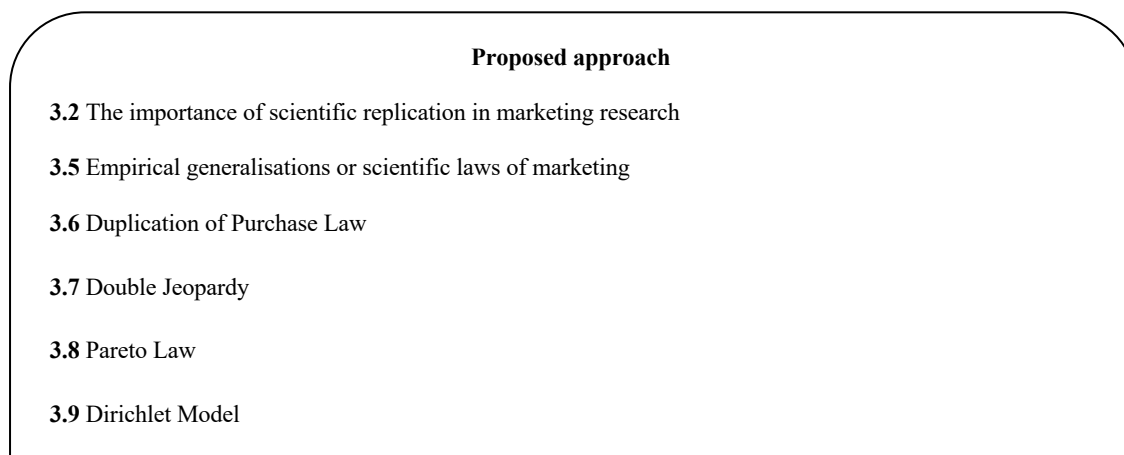 Proposed approach
3.2 The importance of scientific replication in marketing research
3.5 Empirical generalisations or scientific laws of marketing
3.6 Duplication of Purchase Law
3.7 Double Jeopardy
3.8 Pareto Law
3.9 Dirichlet Model